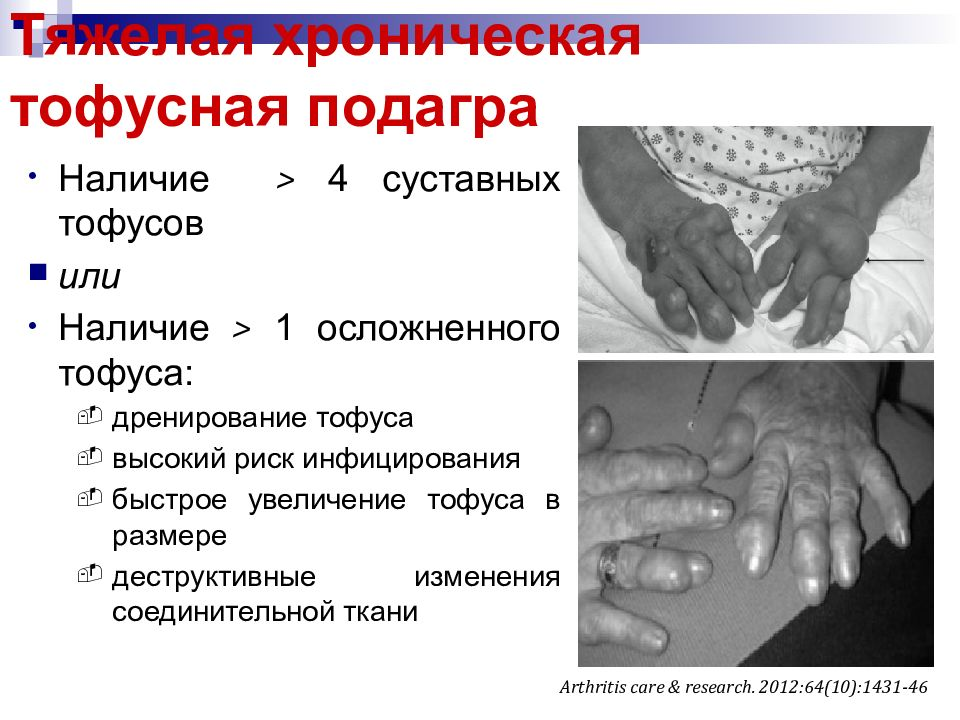 Тяжелая хроническая
тофусная подагра
• Наличие > 4 суставных
тофусов
■ или
• Наличие > 1 осложненного
тофуса:
дренирование тофуса
высокий риск инфицирования
быстрое увеличение тофуса в
размере
деструктивные изменения
соединительной ткани
Arthritis care & research. 2012:64(10):1431-46